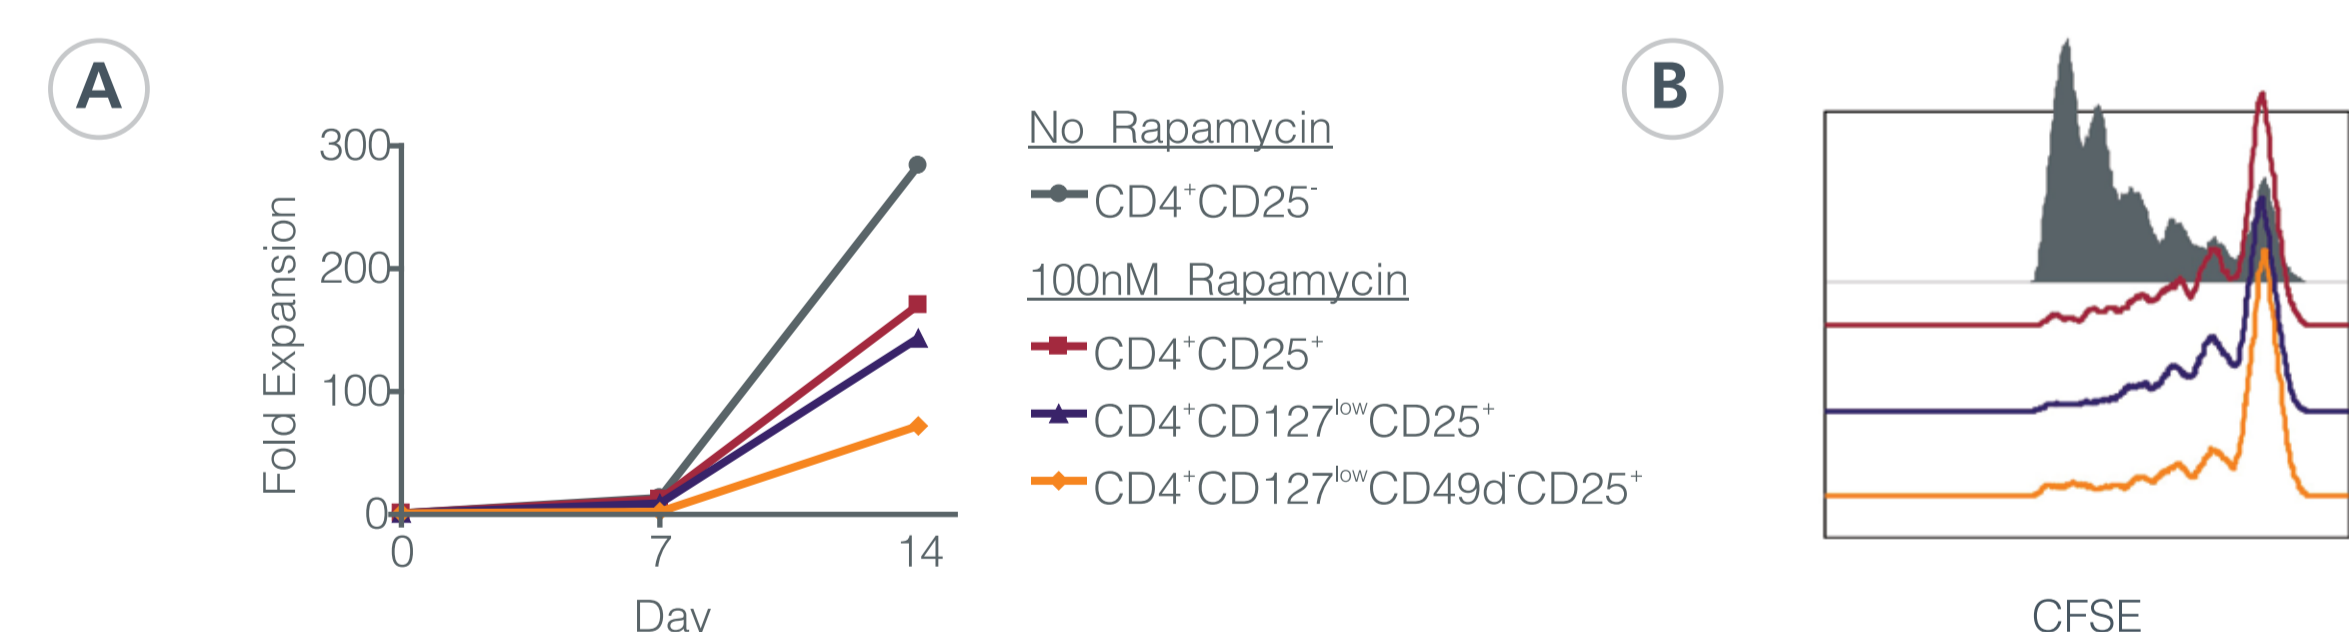 A
B
300
200
100
0
Fold Expansion
0 7 14
Day
No Rapamycin
CD4⁺CD25⁻
100nM Rapamycin
CD4⁺CD25⁺
CD4⁺CD127ˡᵒʷCD25⁺
CD4⁺CD127ˡᵒʷCD49d⁻CD25⁺
CFSE